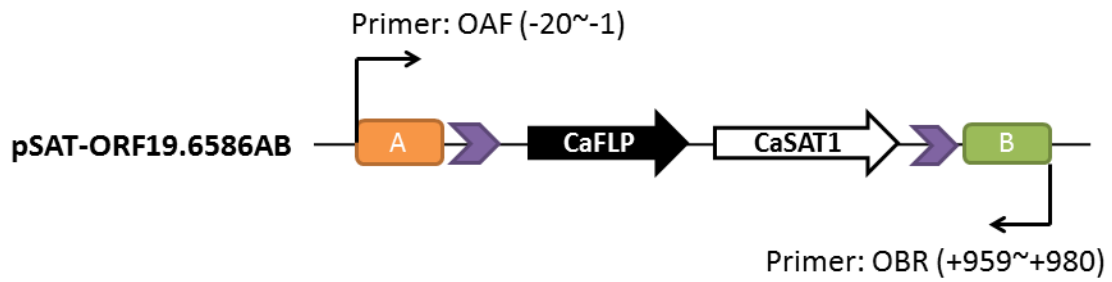 Primer: OAF (-20~-1)
pSAT-ORF19.6586AB
A
CaFLP
CaSAT1
B
Primer: OBR (+959~+980)